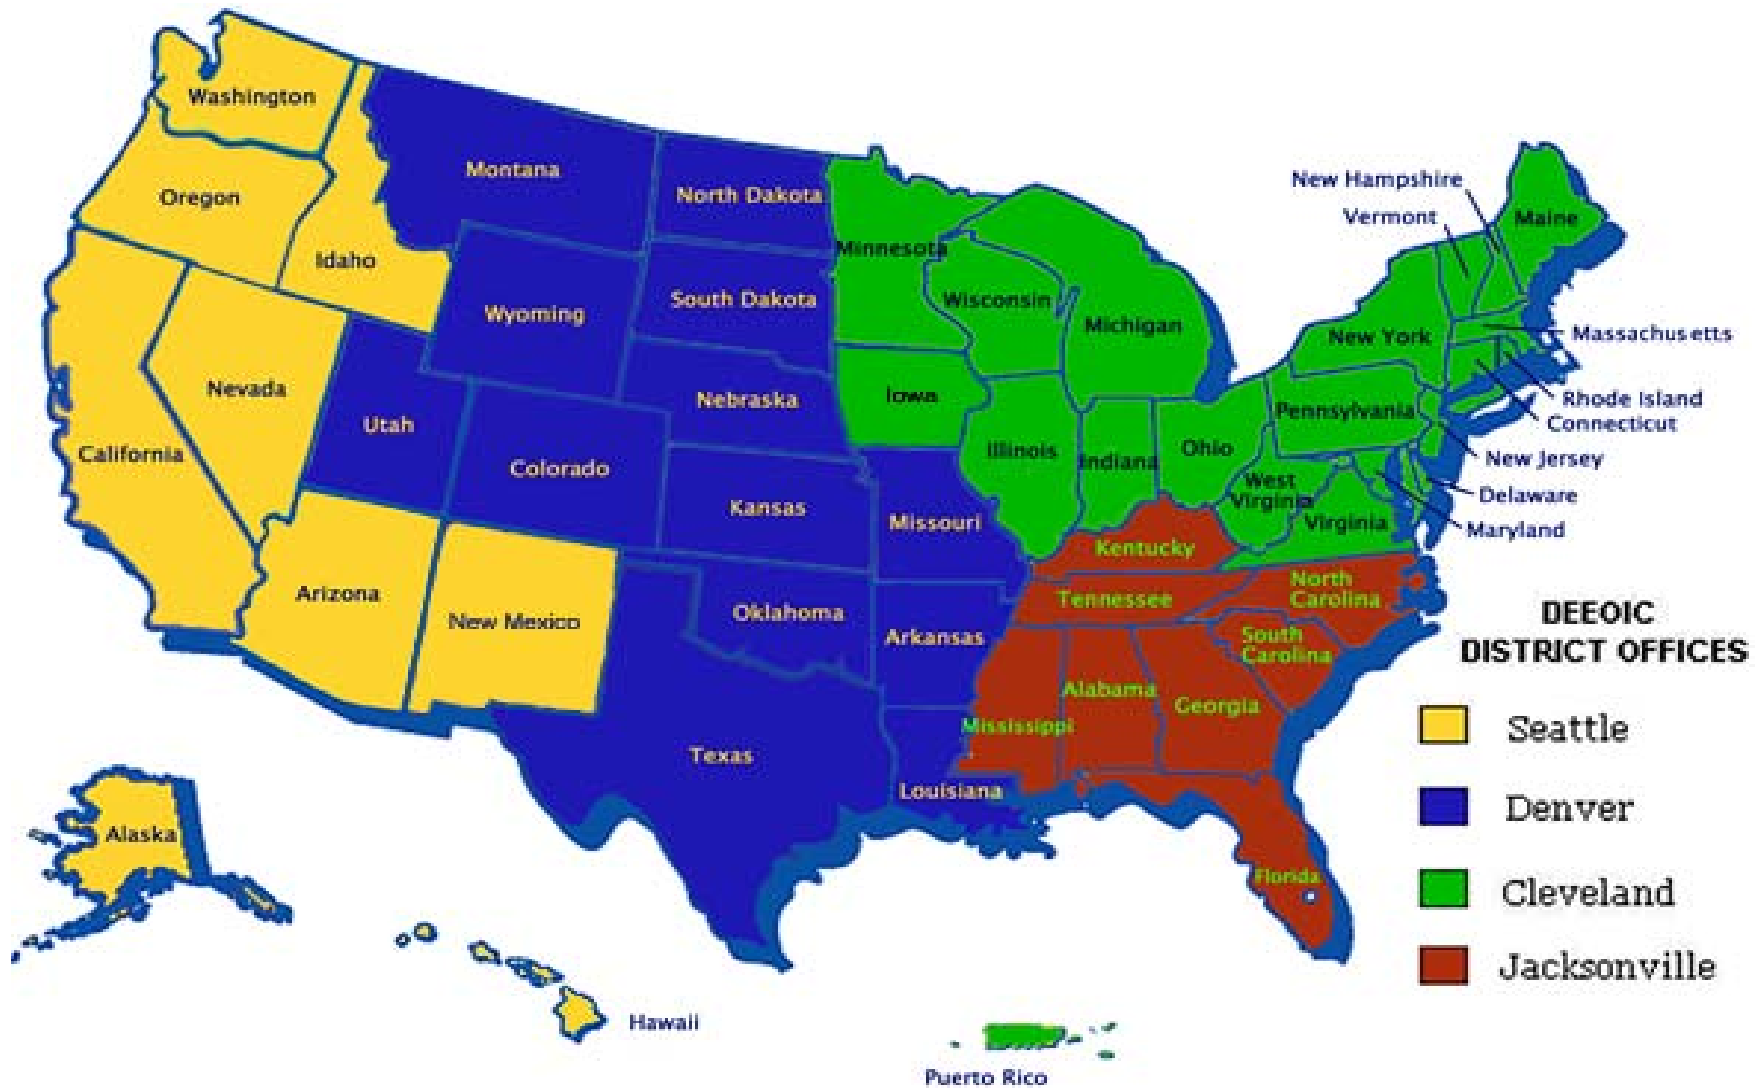 Washington
Montana
North Dakota
Minnesota
New Hampshire
Vermont
Maine
Oregon
Idaho
Wyoming
South Dakota
Wisconsin
Michigan
New York
Massachusetts
Nevada
Utah
Nebraska
Iowa
Pennsylvania
Rhode Island
Connecticut
California
Colorado
Illinois
Indiana
Ohio
New Jersey
West
Virginia
Delaware
Kansas
Missouri
Virginia
Maryland
Kentucky
Arizona
New Mexico
Oklahoma
Arkansas
Tennessee
North
Carolina
South
Carolina
Alabama
Georgia
Mississippi
Texas
Louisiana
Florida
Alaska
Hawaii
Puerto Rico
DEEOIC
DISTRICT OFFICES
Seattle
Denver
Cleveland
Jacksonville